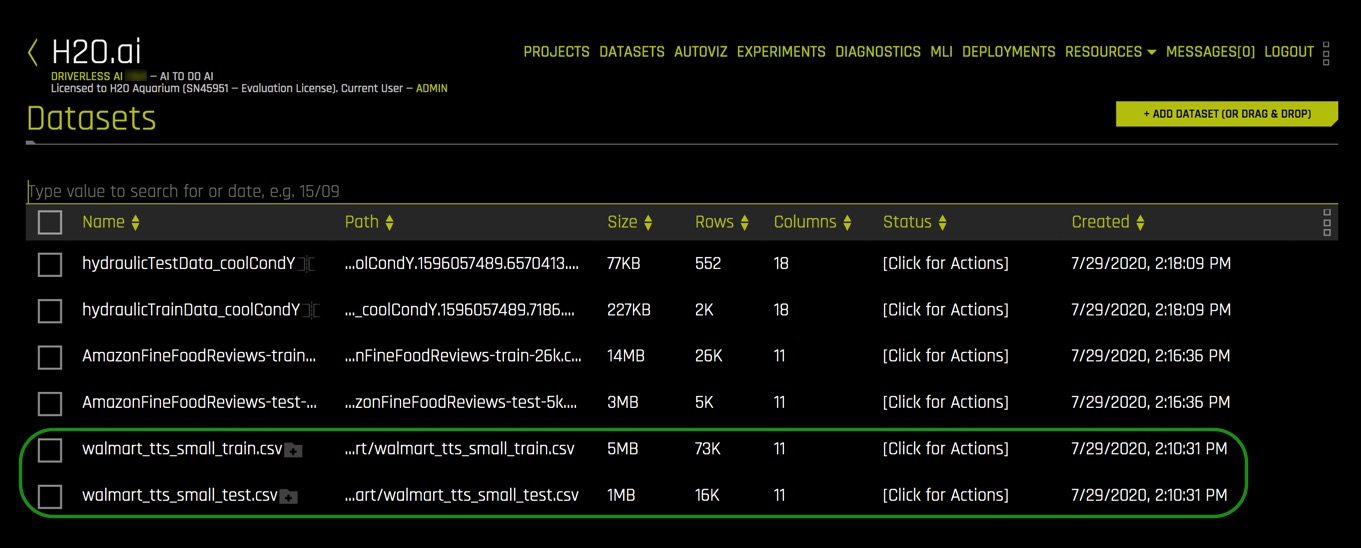 H2O.ai
PROJECTS DATASETS AUTOVIZ EXPERIMENTS DIAGNOSTICS MLI DEPLOYMENTS RESOURCES MESSAGES[0] LOGOUT
DRIVERLESS AI — AI TO DO AI
Licensed to H2O Aquarium (SN45951 — Evaluation License). Current User — ADMIN
Datasets
+ ADD DATASET (OR DRAG & DROP)
Type value to search for or date, e.g. 15/09
Name Path Size Rows Columns Status Created
hydraulicTestData_coolCondY ...olCondY.1596057489.6570413.... 77KB 552 18 [Click for Actions] 7/29/2020, 2:18:09 PM
hydraulicTrainData_coolCondY ..._coolCondY.1596057489.7186.... 227KB 2K 18 [Click for Actions] 7/29/2020, 2:18:09 PM
AmazonFineFoodReviews-train... ...nFineFoodReviews-train-26k.c... 14MB 26K 11 [Click for Actions] 7/29/2020, 2:16:36 PM
AmazonFineFoodReviews-test-... ...zonFineFoodReviews-test-5k.... 3MB 5K 11 [Click for Actions] 7/29/2020, 2:16:36 PM
walmart_tts_small_train.csv ...rt/walmart_tts_small_train.csv 5MB 73K 11 [Click for Actions] 7/29/2020, 2:10:31 PM
walmart_tts_small_test.csv ...art/walmart_tts_small_test.csv 1MB 16K 11 [Click for Actions] 7/29/2020, 2:10:31 PM